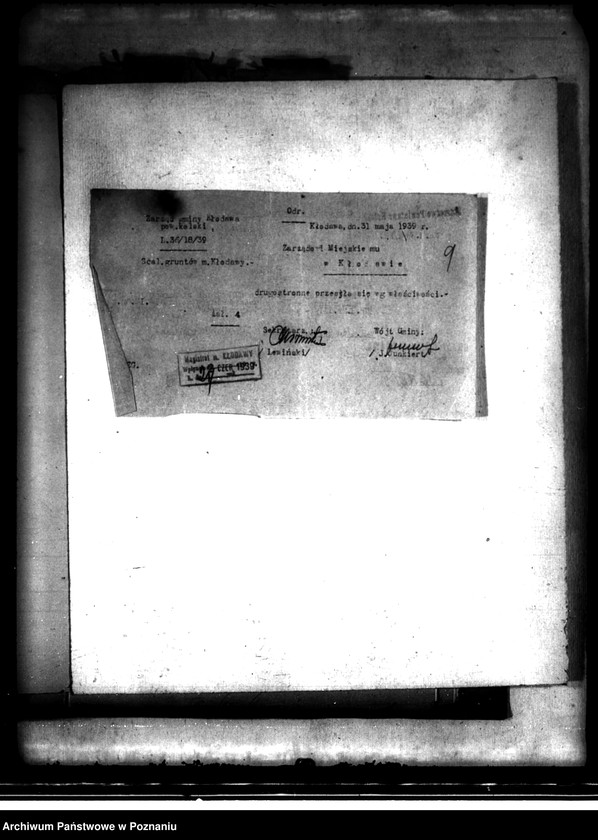 Odr.
Zarząd gminy Kłodawa
pow.kolski
Kłodawa, dn. 31 maja 1939 r.
L.36/18/39
Zarządowi Miejskiemu
9
w Kłodawie
Scal.gruntów m.Kłodawy.-
drugostronne przesyła się wg właściwości.-
zał. 4
Sekretarz:
Wójt Gminy:
/ Lewiński/
/J.Junkiert/
Magistrat m. KŁODAWY
CZER. 1939
Archiwum Państwowe w Poznaniu